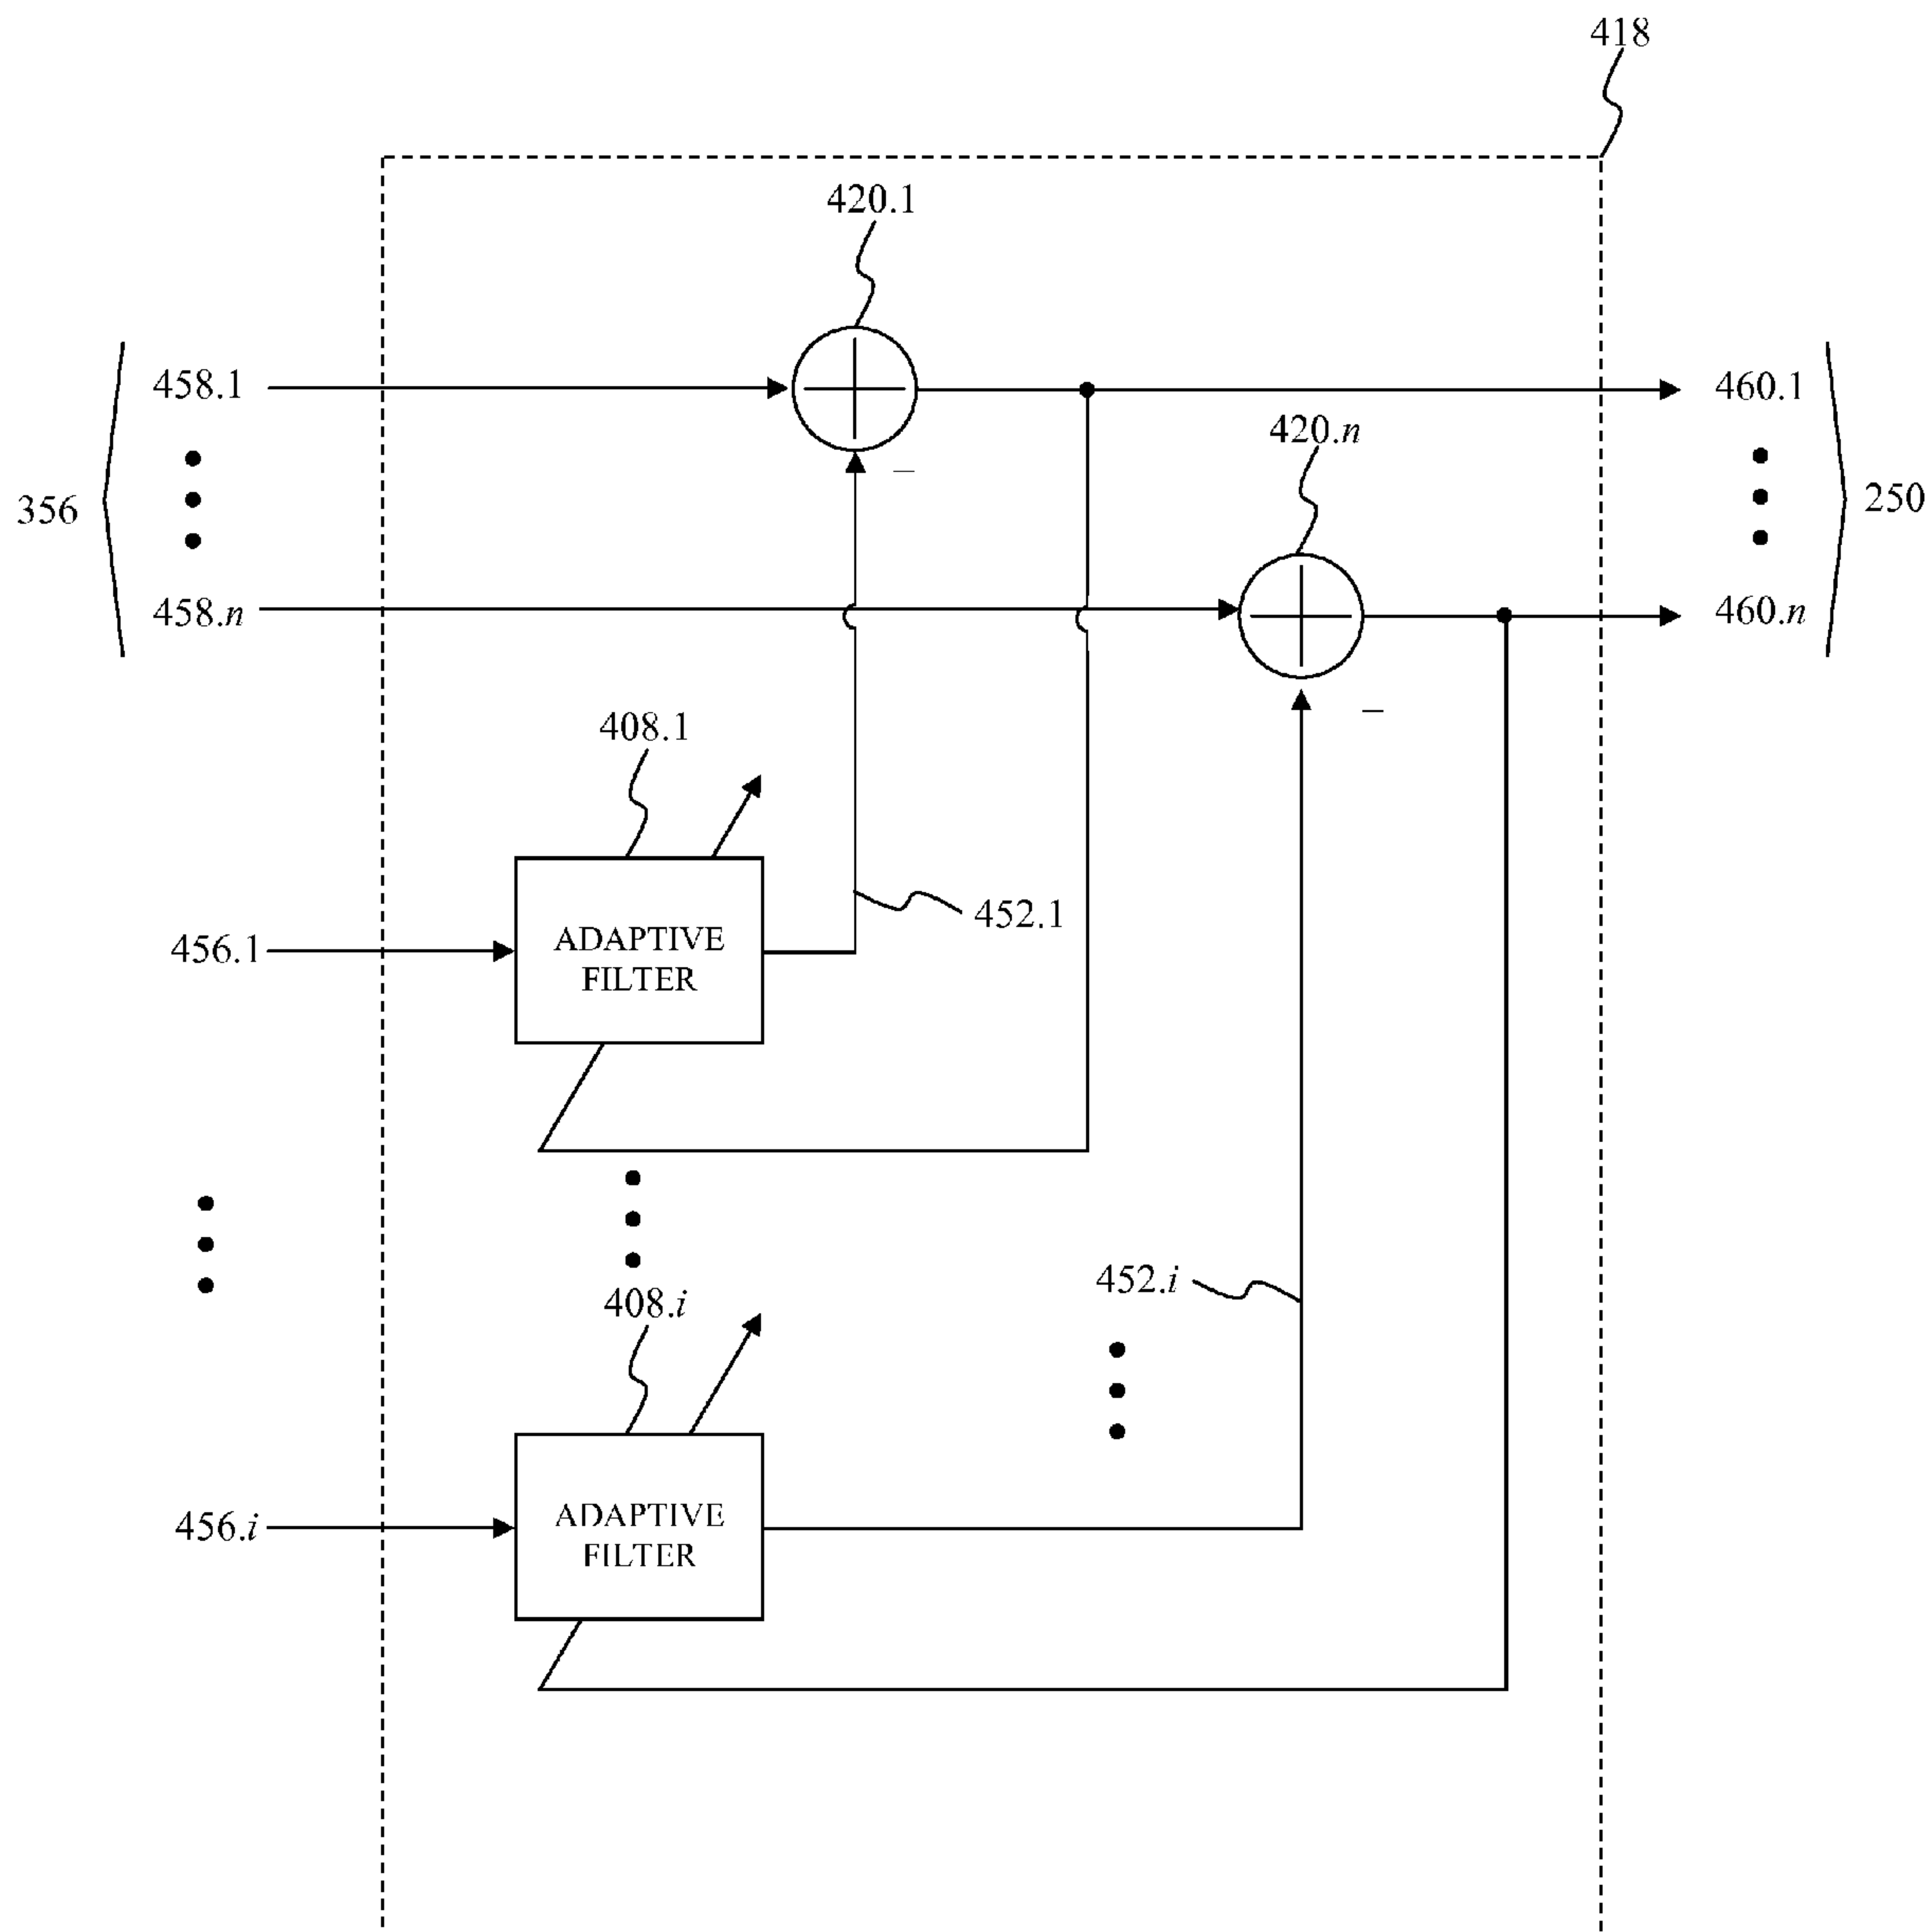 418
420.1
458.1
460.1
420.n
356
250
458.n
460.n
408.1
452.1
456.1
ADAPTIVE
FILTER
452.i
408.i
456.i
ADAPTIVE
FILTER